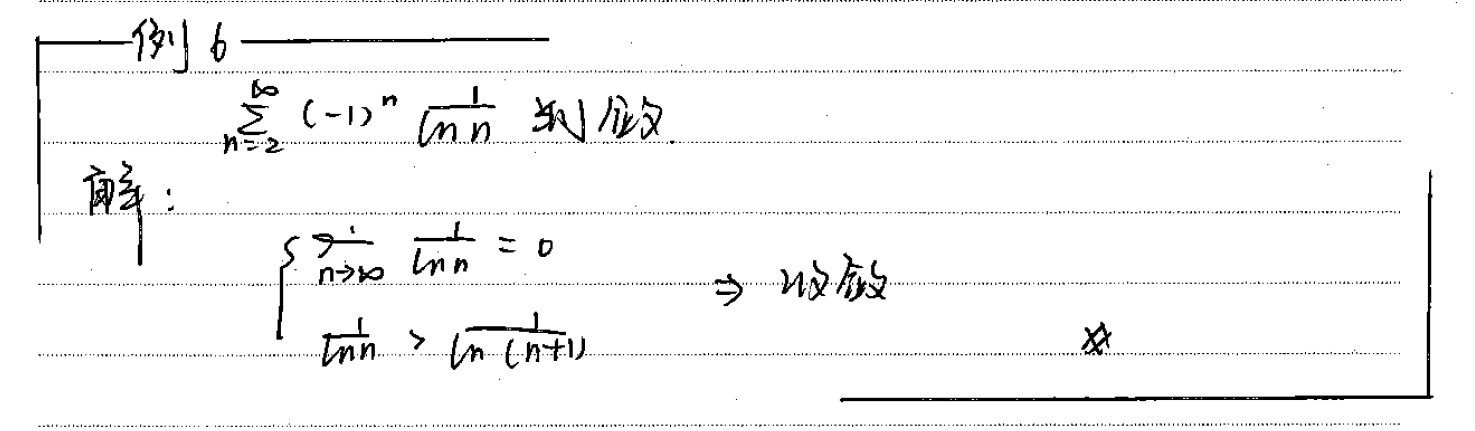 例 6
$\sum_{n=2}^{\infty} (-1)^n \frac{1}{\ln n}$ 判敛.
解:
$\begin{cases} \lim_{n \to \infty} \frac{1}{\ln n} = 0 \\ \frac{1}{\ln n} > \frac{1}{\ln (n+1)} \end{cases} \Rightarrow$ 收敛
#